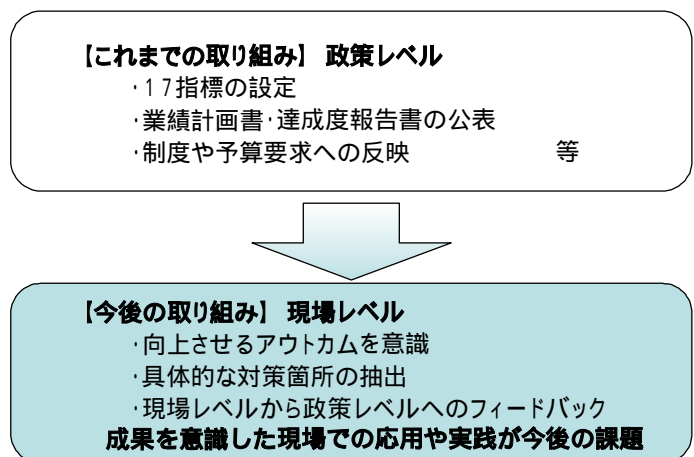 【これまでの取り組み】 政策レベル
・17指標の設定
・業績計画書・達成度報告書の公表
・制度や予算要求への反映 等
【今後の取り組み】 現場レベル
・向上させるアウトカムを意識
・具体的な対策箇所の抽出
・現場レベルから政策レベルへのフィードバック
成果を意識した現場での応用や実践が今後の課題